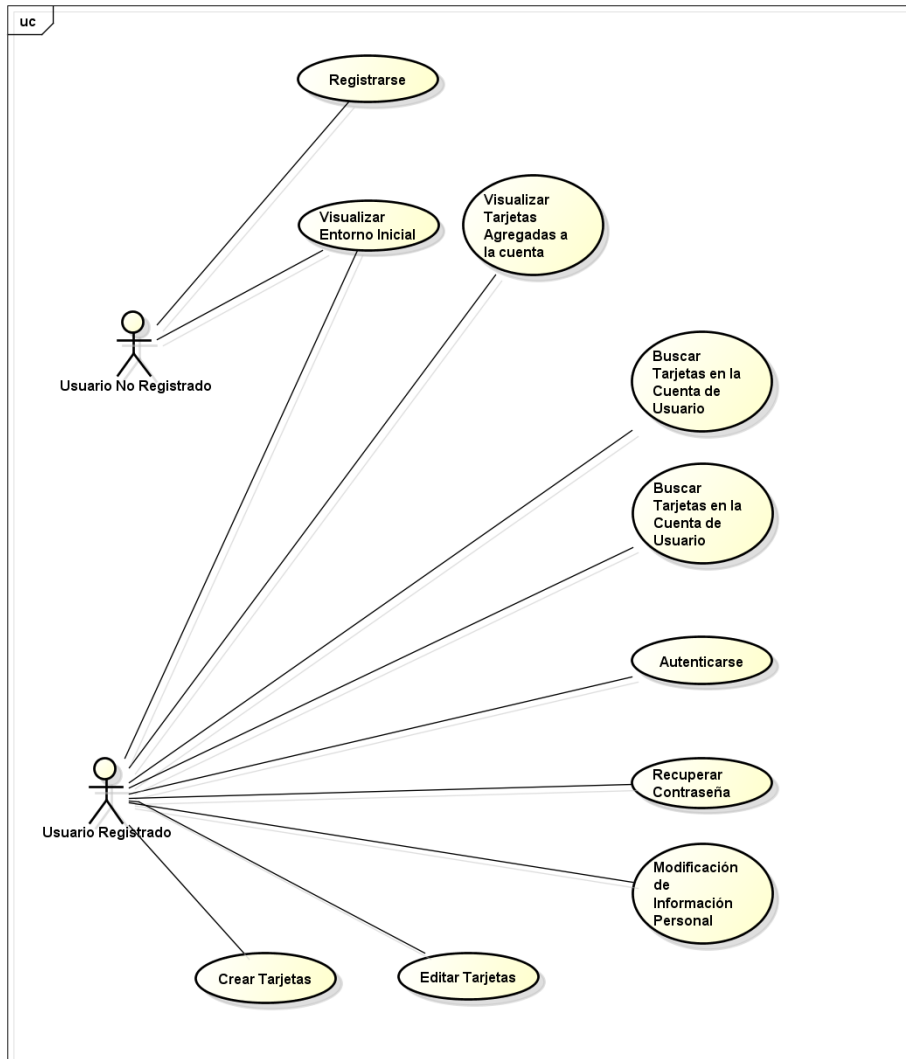 uc
Registrarse
Visualizar
Entorno Inicial
Visualizar
Tarjetas
Agregadas a
la cuenta
Usuario No Registrado
Buscar
Tarjetas en la
Cuenta de
Usuario
Buscar
Tarjetas en la
Cuenta de
Usuario
Autenticarse
Recuperar
Contraseña
Usuario Registrado
Modificación
de
Información
Personal
Crear Tarjetas
Editar Tarjetas